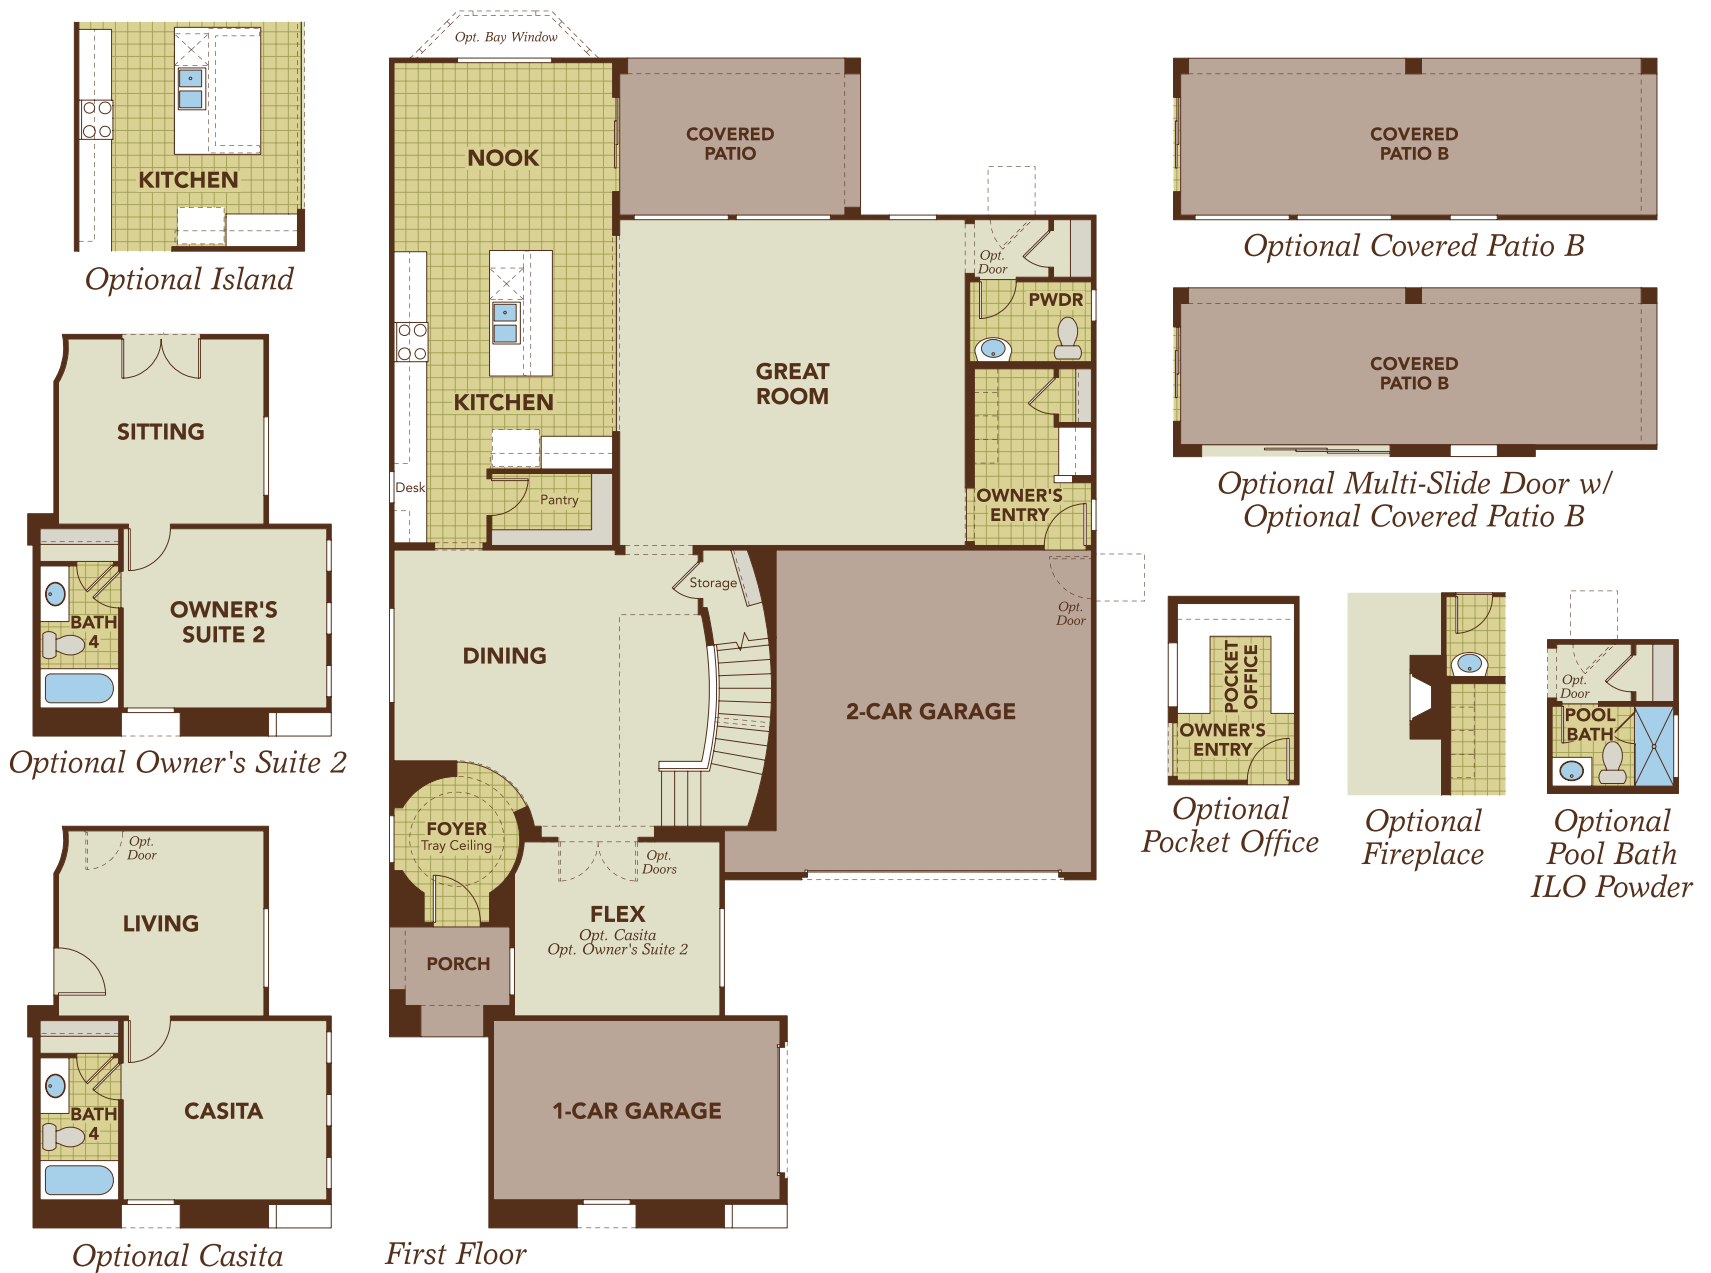 KITCHEN
Optional Island
SITTING
OWNER'S
SUITE 2
BATH
4
Optional Owner's Suite 2
Opt.
Door
LIVING
CASITA
BATH
4
Optional Casita
Opt. Bay Window
NOOK
COVERED
PATIO
Opt.
Door
PWDR
GREAT
ROOM
KITCHEN
Desk
Pantry
OWNER'S
ENTRY
Storage
Opt.
Door
DINING
2-CAR GARAGE
FOYER
Tray Ceiling
Opt.
Doors
FLEX
Opt. Casita
Opt. Owner's Suite 2
PORCH
1-CAR GARAGE
First Floor
COVERED
PATIO B
Optional Covered Patio B
COVERED
PATIO B
Optional Multi-Slide Door w/
Optional Covered Patio B
POCKET
OFFICE
OWNER'S
ENTRY
Optional
Pocket Office
Optional
Fireplace
Opt.
Door
POOL
BATH
Optional
Pool Bath
ILO Powder